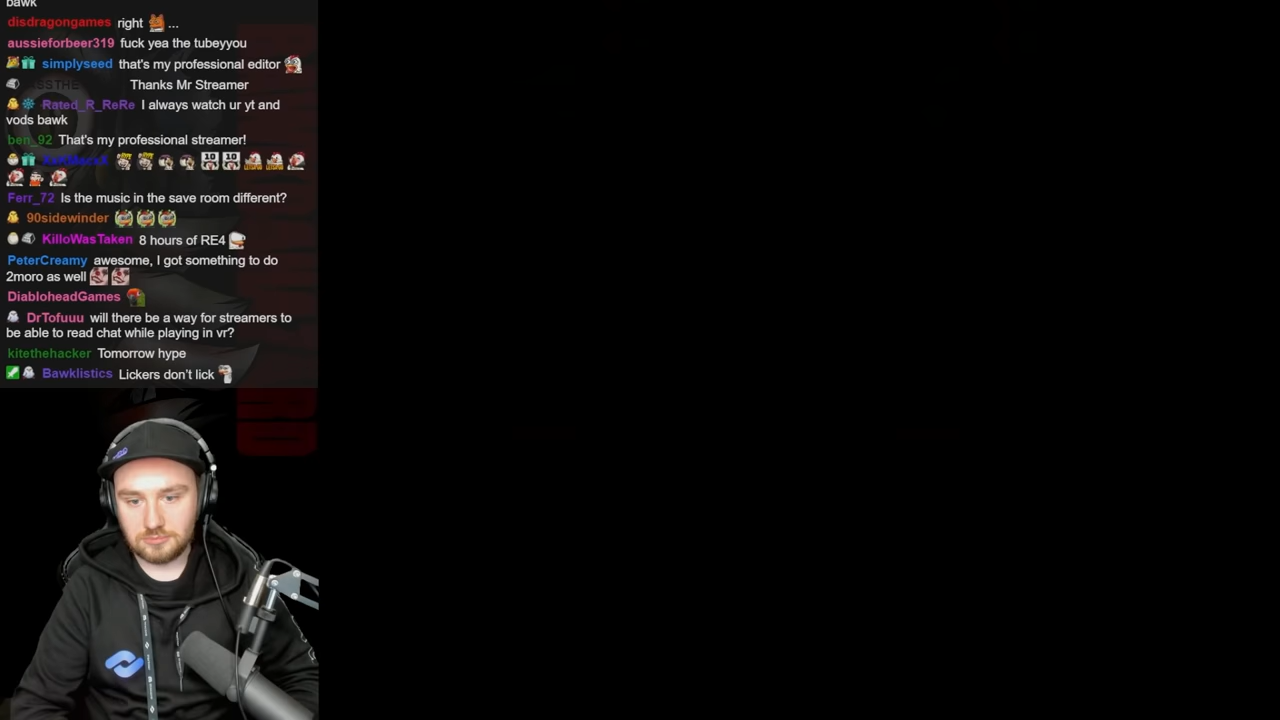 bawk
disdragongames right ...
aussieforbeer319 fuck yea the tubeyyou
simplyseed that's my professional editor
Thanks Mr Streamer
Rated_R_ReRe I always watch ur yt and
vods bawk
ben_92 That's my professional streamer!
Ferr_72 Is the music in the save room different?
90sidewinder
KilloWasTaken 8 hours of RE4
PeterCreamy awesome, I got something to do
2moro as well
DiabloheadGames
DrTofuuu will there be a way for streamers to
be able to read chat while playing in vr?
kitethehacker Tomorrow hype
Bawklistics Lickers don't lick